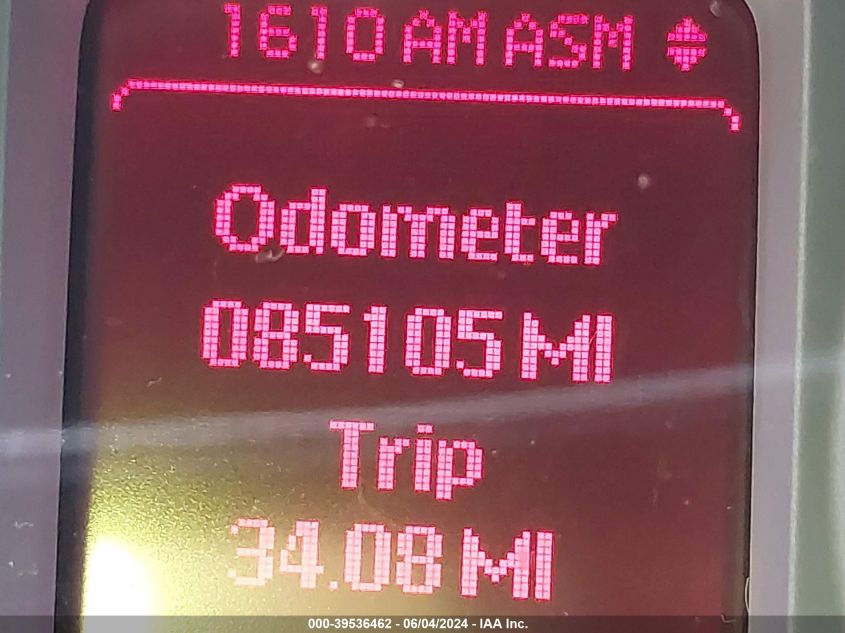 1610 AM ASM
Odometer
085105 MI
Trip
34.08 MI
000-39536462 - 06/04/2024 - IAA Inc.